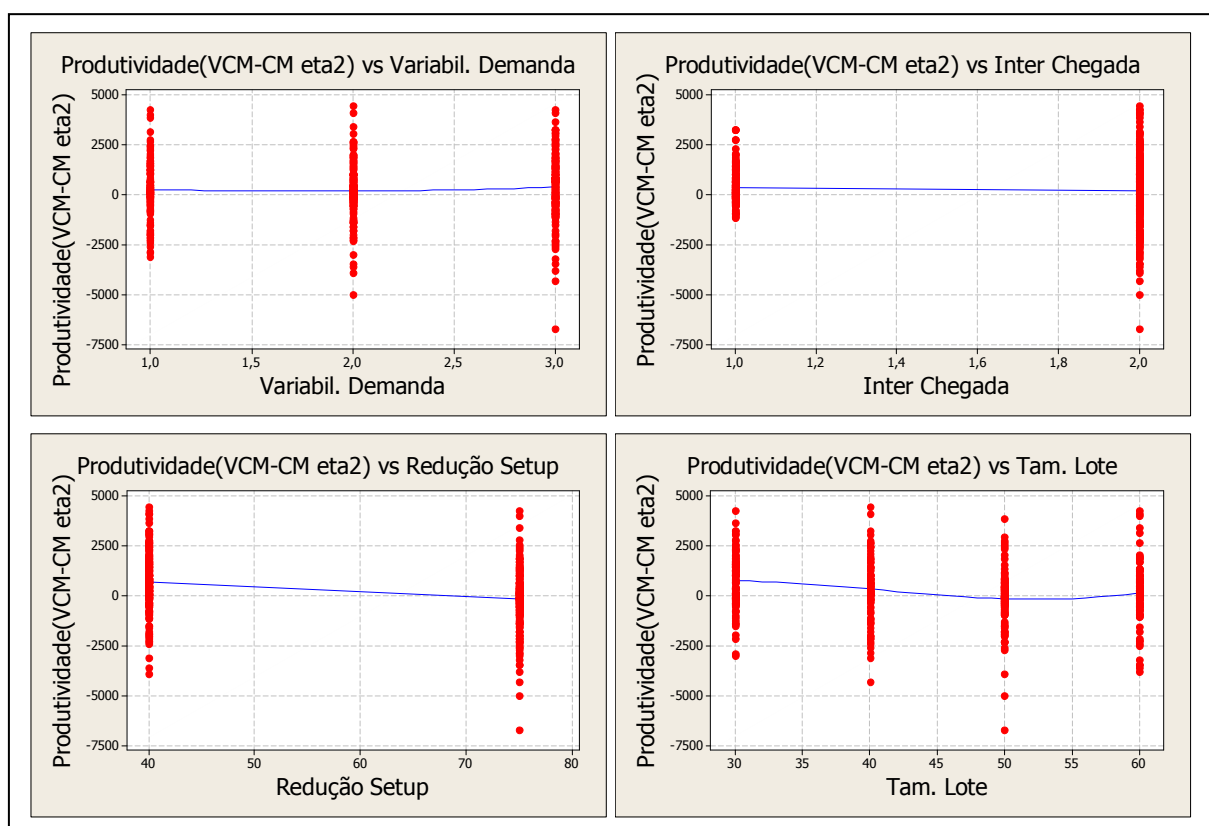 Produtividade(VCM-CM eta2) vs Variabil. Demanda
Produtividade(VCM-CM eta2)
5000
2500
0
-2500
-5000
-7500
1,0 1,5 2,0 2,5 3,0
Variabil. Demanda
Produtividade(VCM-CM eta2) vs Inter Chegada
Produtividade(VCM-CM eta2)
5000
2500
0
-2500
-5000
-7500
1,0 1,2 1,4 1,6 1,8 2,0
Inter Chegada
Produtividade(VCM-CM eta2) vs Redução Setup
Produtividade(VCM-CM eta2)
5000
2500
0
-2500
-5000
-7500
40 50 60 70 80
Redução Setup
Produtividade(VCM-CM eta2) vs Tam. Lote
Produtividade(VCM-CM eta2)
5000
2500
0
-2500
-5000
-7500
30 35 40 45 50 55 60
Tam. Lote